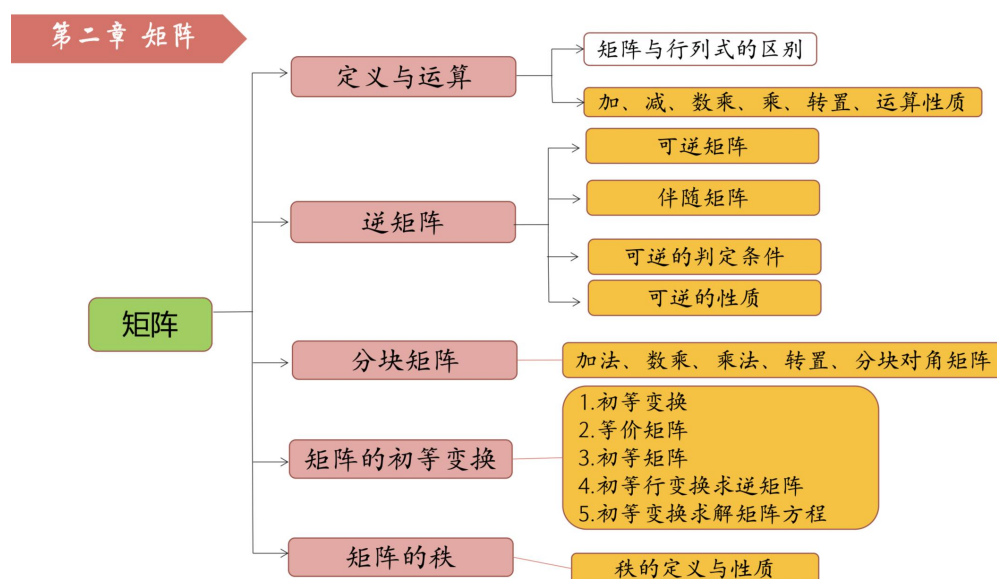 第二章 矩阵
矩阵
定义与运算
矩阵与行列式的区别
加、减、数乘、乘、转置、运算性质
逆矩阵
可逆矩阵
伴随矩阵
可逆的判定条件
可逆的性质
分块矩阵
加法、数乘、乘法、转置、分块对角矩阵
矩阵的初等变换
1.初等变换
2.等价矩阵
3.初等矩阵
4.初等行变换求逆矩阵
5.初等变换求解矩阵方程
矩阵的秩
秩的定义与性质